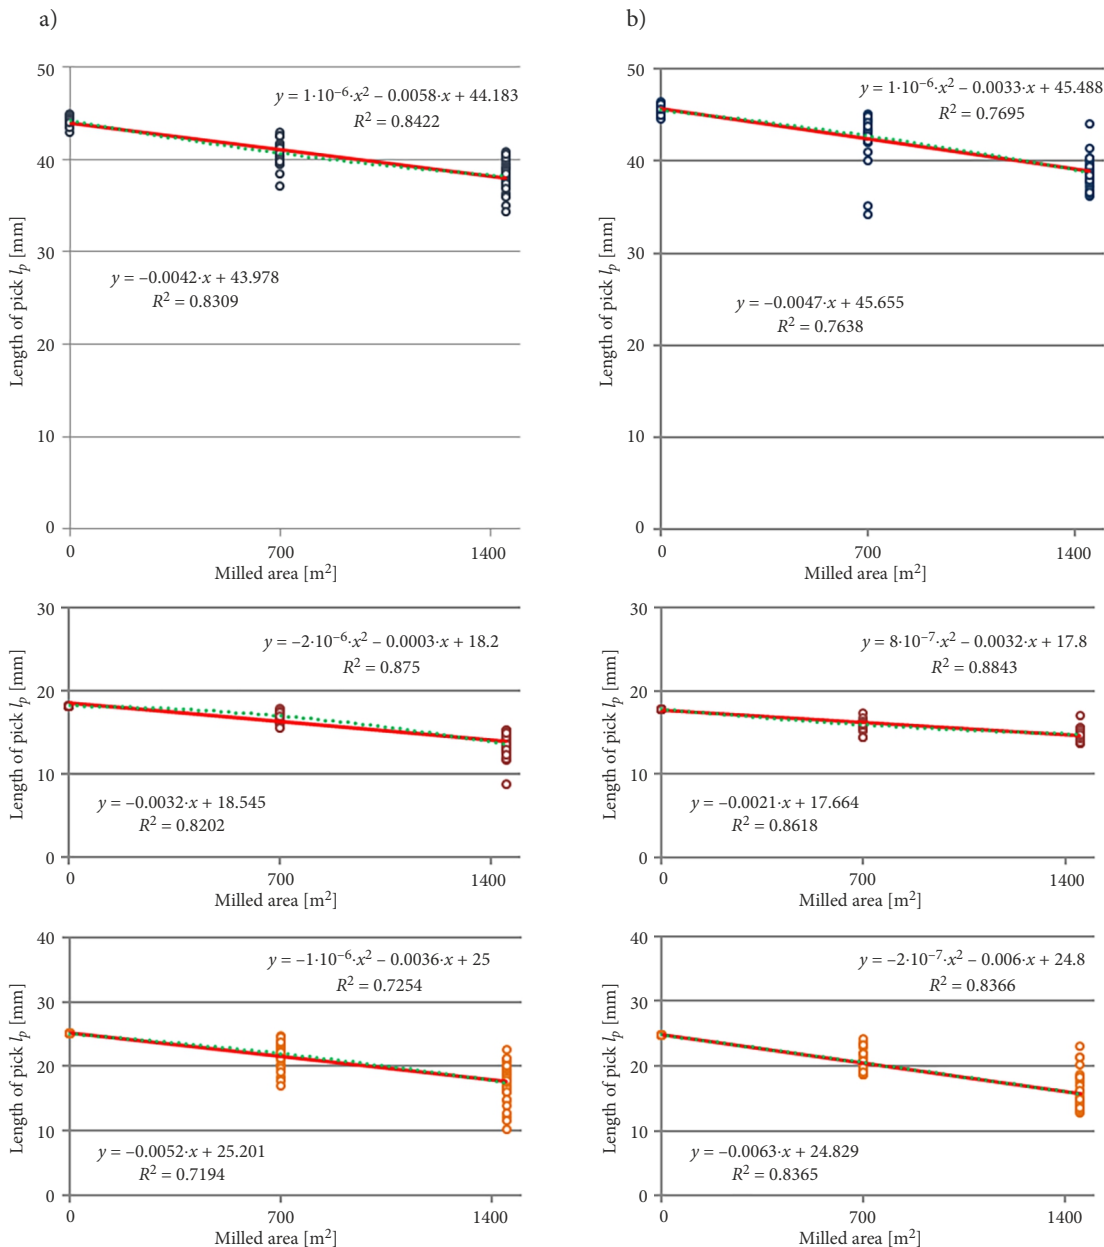 a)
50
40
30
20
10
0
Length of pick lp [mm]
y = 1·10⁻⁶·x² – 0.0058·x + 44.183
R² = 0.8422
y = –0.0042·x + 43.978
R² = 0.8309
0 700 1400
Milled area [m²]
b)
50
40
30
20
10
0
Length of pick lp [mm]
y = 1·10⁻⁶·x² – 0.0033·x + 45.488
R² = 0.7695
y = –0.0047·x + 45.655
R² = 0.7638
0 700 1400
Milled area [m²]
30
20
10
0
Length of pick lp [mm]
y = –2·10⁻⁶·x² – 0.0003·x + 18.2
R² = 0.875
y = –0.0032·x + 18.545
R² = 0.8202
0 700 1400
Milled area [m²]
30
20
10
0
Length of pick lp [mm]
y = 8·10⁻⁷·x² – 0.0032·x + 17.8
R² = 0.8843
y = –0.0021·x + 17.664
R² = 0.8618
0 700 1400
Milled area [m²]
40
30
20
10
0
Length of pick lp [mm]
y = –1·10⁻⁶·x² – 0.0036·x + 25
R² = 0.7254
y = –0.0052·x + 25.201
R² = 0.7194
0 700 1400
Milled area [m²]
40
30
20
10
0
Length of pick lp [mm]
y = –2·10⁻⁷·x² – 0.006·x + 24.8
R² = 0.8366
y = –0.0063·x + 24.829
R² = 0.8365
0 700 1400
Milled area [m²]